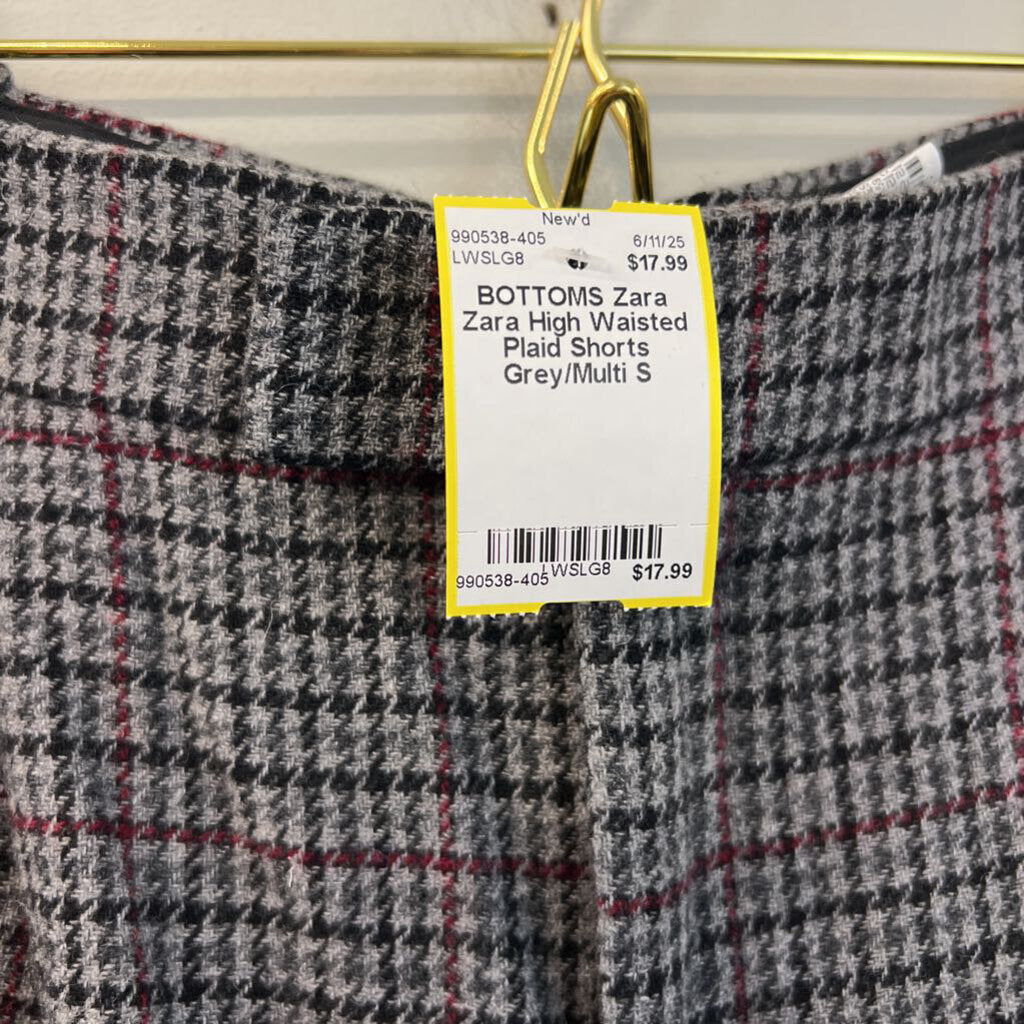 New'd
990538-405 6/11/25
LWSLG8 $17.99
BOTTOMS Zara
Zara High Waisted
Plaid Shorts
Grey/Multi S
990538-405 LWSLG8 $17.99